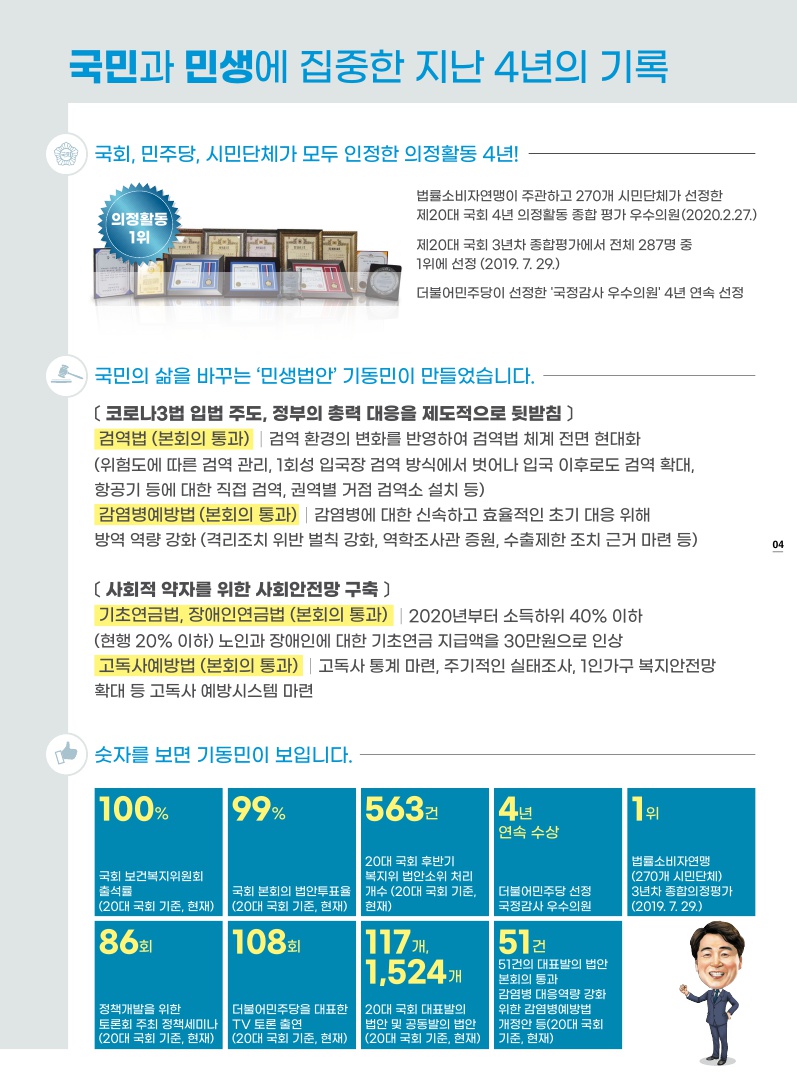 국민과 민생에 집중한 지난 4년의 기록
국회, 민주당, 시민단체가 모두 인정한 의정활동 4년!
의정활동
1위
법률소비자연맹이 주관하고 270개 시민단체가 선정한
제20대 국회 4년 의정활동 종합 평가 우수의원(2020.2.27.)
제20대 국회 3년차 종합평가에서 전체 287명 중
1위에 선정 (2019. 7. 29.)
더불어민주당이 선정한 '국정감사 우수의원' 4년 연속 선정
국민의 삶을 바꾸는 ‘민생법안’ 기동민이 만들었습니다.
[ 코로나3법 입법 주도, 정부의 총력 대응을 제도적으로 뒷받침 ]
검역법 (본회의 통과) | 검역 환경의 변화를 반영하여 검역법 체계 전면 현대화
(위험도에 따른 검역 관리, 1회성 입국장 검역 방식에서 벗어나 입국 이후로도 검역 확대,
항공기 등에 대한 직접 검역, 권역별 거점 검역소 설치 등)
감염병예방법 (본회의 통과) | 감염병에 대한 신속하고 효율적인 초기 대응 위해
방역 역량 강화 (격리조치 위반 벌칙 강화, 역학조사관 증원, 수출제한 조치 근거 마련 등)
04
[ 사회적 약자를 위한 사회안전망 구축 ]
기초연금법, 장애인연금법 (본회의 통과) | 2020년부터 소득하위 40% 이하
(현행 20% 이하) 노인과 장애인에 대한 기초연금 지급액을 30만원으로 인상
고독사예방법 (본회의 통과) | 고독사 통계 마련, 주기적인 실태조사, 1인가구 복지안전망
확대 등 고독사 예방시스템 마련
숫자를 보면 기동민이 보입니다.
100%
국회 보건복지위원회
출석률
(20대 국회 기준, 현재)
99%
국회 본회의 법안투표율
(20대 국회 기준, 현재)
563건
20대 국회 후반기
복지위 법안소위 처리
개수 (20대 국회 기준,
현재)
4년
연속 수상
더불어민주당 선정
국정감사 우수의원
1위
법률소비자연맹
(270개 시민단체)
3년차 종합의정평가
(2019. 7. 29.)
86회
정책개발을 위한
토론회 주최 정책세미나
(20대 국회 기준, 현재)
108회
더불어민주당을 대표한
TV 토론 출연
(20대 국회 기준, 현재)
117개,
1,524개
20대 국회 대표발의
법안 및 공동발의 법안
(20대 국회 기준, 현재)
51건
51건의 대표발의 법안
본회의 통과
감염병 대응역량 강화
위한 감염병예방법
개정안 등(20대 국회
기준, 현재)